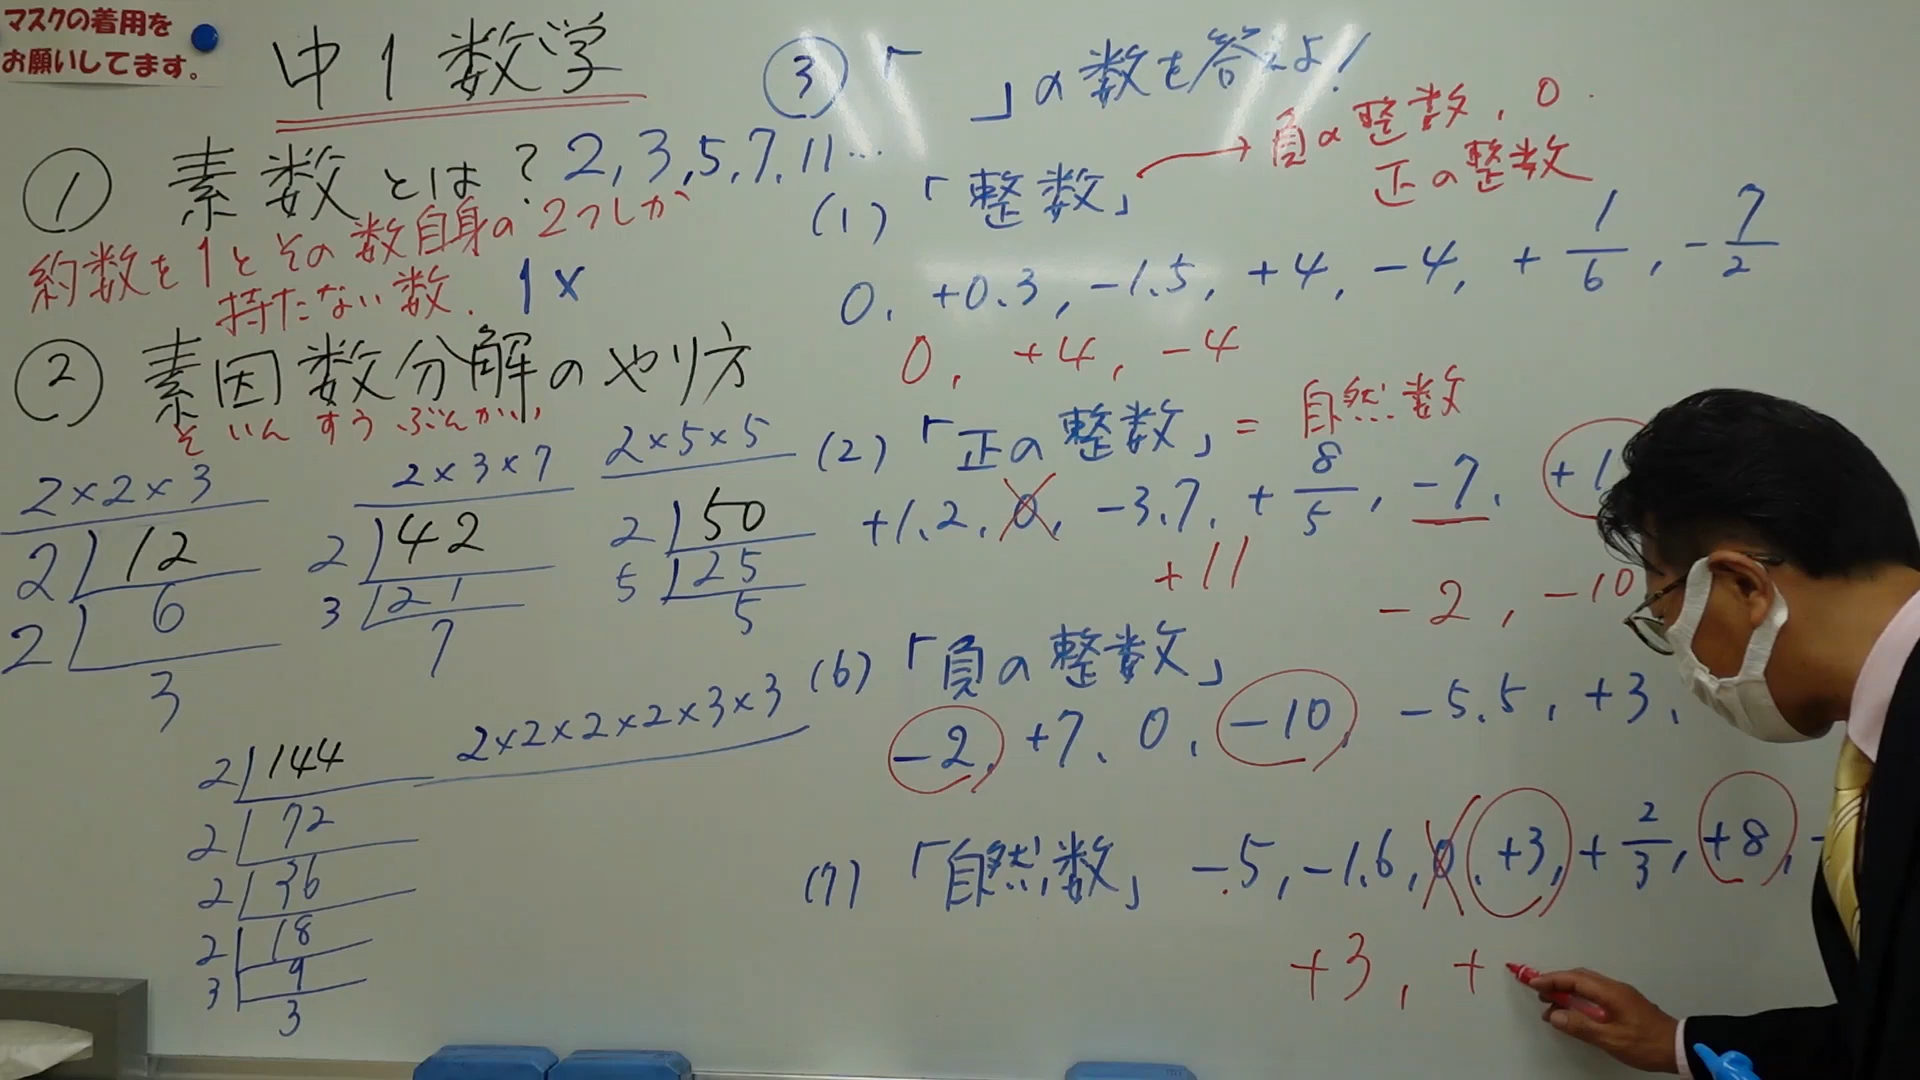 マスクの着用を
お願いしてます。
中1数学
① 素数とは? 2, 3, 5, 7, 11…
約数を1とその数自身の2つしか
持たない数. 1×
② 素因数分解のやり方
そいんすうぶんかい
2×2×3
2 12
2 6
3
2×3×7
2 42
3 21
7
2×5×5
2 50
5 25
5
2 144
2×2×2×2×3×3
2 72
2 36
2 18
3 9
3
③「 」の数を答えよ!
(1)「整数」→負の整数, 0.
正の整数
0, +0.3, -1.5, +4, -4, +1/6, -7/2
0, +4, -4
(2)「正の整数」= 自然数
+1.2, 0, -3.7, +8/5, -7, +1
+11
-2, -10
(6)「負の整数」
-2, +7, 0, -10, -5.5, +3,
(7)「自然数」 -.5, -1.6, 0, +3, +2/3, +8,
+3, +